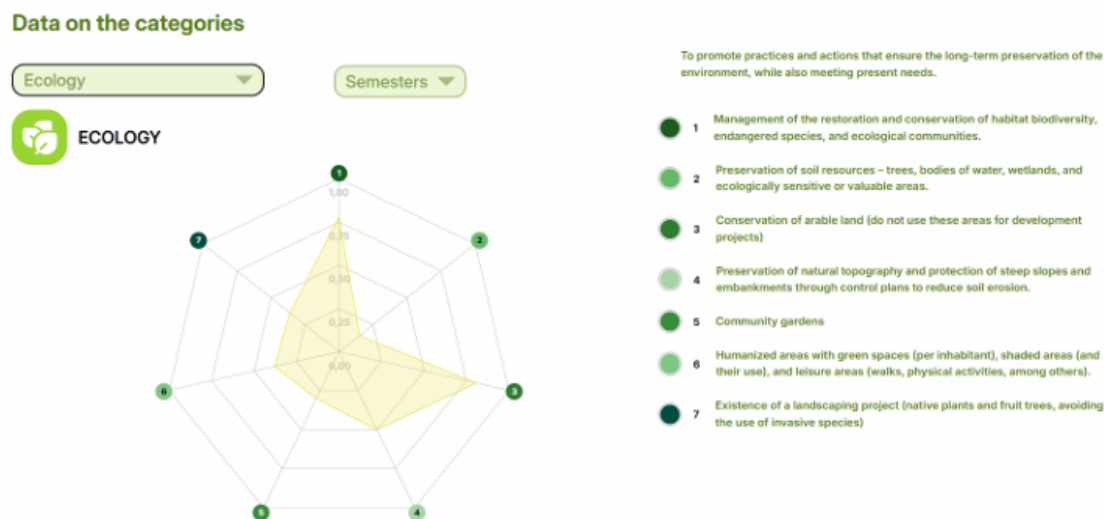 Data on the categories
Ecology
Semesters
ECOLOGY
1
1,00
0,75
0,50
0,25
0,00
2
3
4
5
6
7
To promote practices and actions that ensure the long-term preservation of the
environment, while also meeting present needs.
1 Management of the restoration and conservation of habitat biodiversity,
endangered species, and ecological communities.
2 Preservation of soil resources – trees, bodies of water, wetlands, and
ecologically sensitive or valuable areas.
3 Conservation of arable land (do not use these areas for development
projects)
4 Preservation of natural topography and protection of steep slopes and
embankments through control plans to reduce soil erosion.
5 Community gardens
6 Humanized areas with green spaces (per inhabitant), shaded areas (and
their use), and leisure areas (walks, physical activities, among others).
7 Existence of a landscaping project (native plants and fruit trees, avoiding
the use of invasive species)